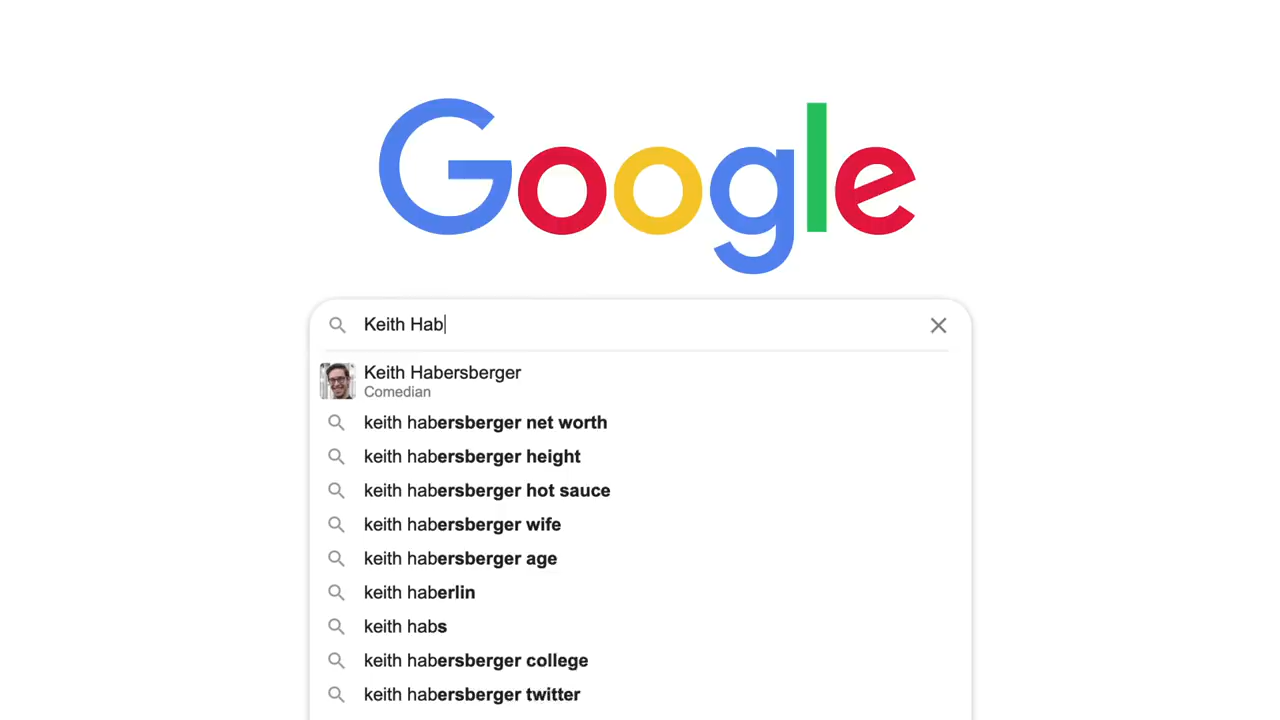 Google
Keith Hab
Keith Habersberger
Comedian
keith habersberger net worth
keith habersberger height
keith habersberger hot sauce
keith habersberger wife
keith habersberger age
keith haberlin
keith habs
keith habersberger college
keith habersberger twitter